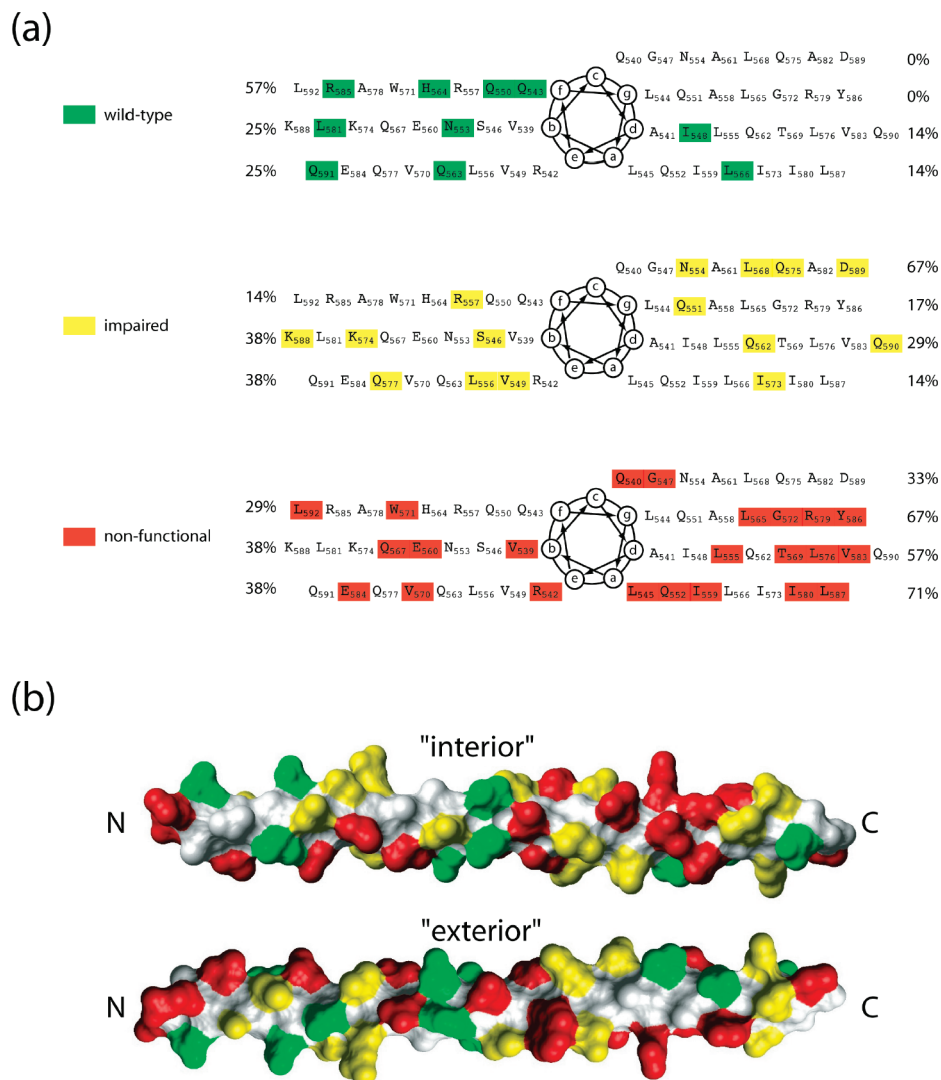 (a)
Q540 G547 N554 A561 L568 Q575 A582 D589 0%
57% L592 R585 A578 W571 H564 R557 Q550 Q543 f c g L544 Q551 A558 L565 G572 R579 Y586 0%
wild-type 25% K588 L581 K574 Q567 E560 N553 S546 V539 b d A541 I548 L555 Q562 T569 L576 V583 Q590 14%
25% Q591 E584 Q577 V570 Q563 L556 V549 R542 e a L545 Q552 I559 L566 I573 I580 L587 14%
Q540 G547 N554 A561 L568 Q575 A582 D589 67%
14% L592 R585 A578 W571 H564 R557 Q550 Q543 f c g L544 Q551 A558 L565 G572 R579 Y586 17%
impaired 38% K588 L581 K574 Q567 E560 N553 S546 V539 b d A541 I548 L555 Q562 T569 L576 V583 Q590 29%
38% Q591 E584 Q577 V570 Q563 L556 V549 R542 e a L545 Q552 I559 L566 I573 I580 L587 14%
Q540 G547 N554 A561 L568 Q575 A582 D589 33%
29% L592 R585 A578 W571 H564 R557 Q550 Q543 f c g L544 Q551 A558 L565 G572 R579 Y586 67%
non-functional 38% K588 L581 K574 Q567 E560 N553 S546 V539 b d A541 I548 L555 Q562 T569 L576 V583 Q590 57%
38% Q591 E584 Q577 V570 Q563 L556 V549 R542 e a L545 Q552 I559 L566 I573 I580 L587 71%
(b)
"interior"
N C
"exterior"
N C